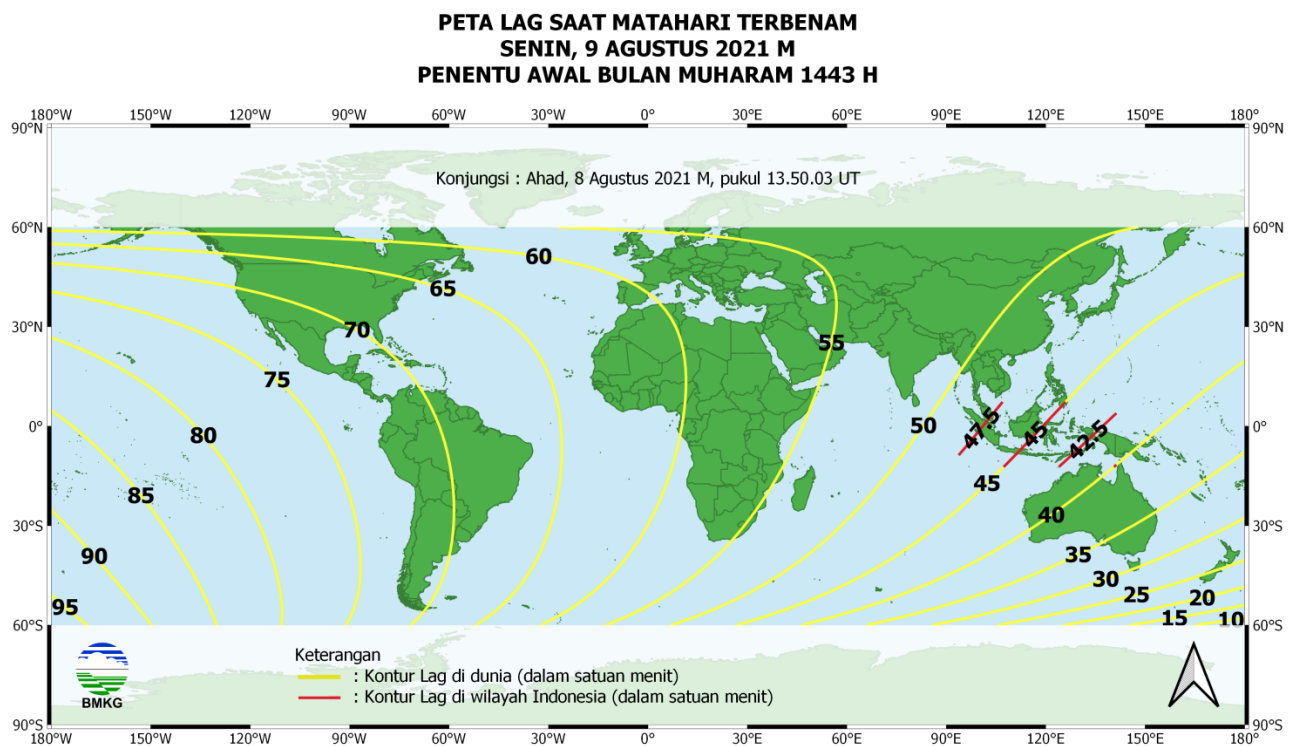 PETA LAG SAAT MATAHARI TERBENAM
SENIN, 9 AGUSTUS 2021 M
PENENTU AWAL BULAN MUHARAM 1443 H
180°W 150°W 120°W 90°W 60°W 30°W 0° 30°E 60°E 90°E 120°E 150°E 180°
90°N 90°N
Konjungsi : Ahad, 8 Agustus 2021 M, pukul 13.50.03 UT
60°N 60°N
60
65
70
30°N 30°N
55
75
80
0° 50 47.5 45 42.5 0°
45
85
40
30°S 30°S
90
35
30
25
20
95
15
10
60°S 60°S
Keterangan
: Kontur Lag di dunia (dalam satuan menit)
: Kontur Lag di wilayah Indonesia (dalam satuan menit)
BMKG
90°S 90°S
180°W 150°W 120°W 90°W 60°W 30°W 0° 30°E 60°E 90°E 120°E 150°E 180°